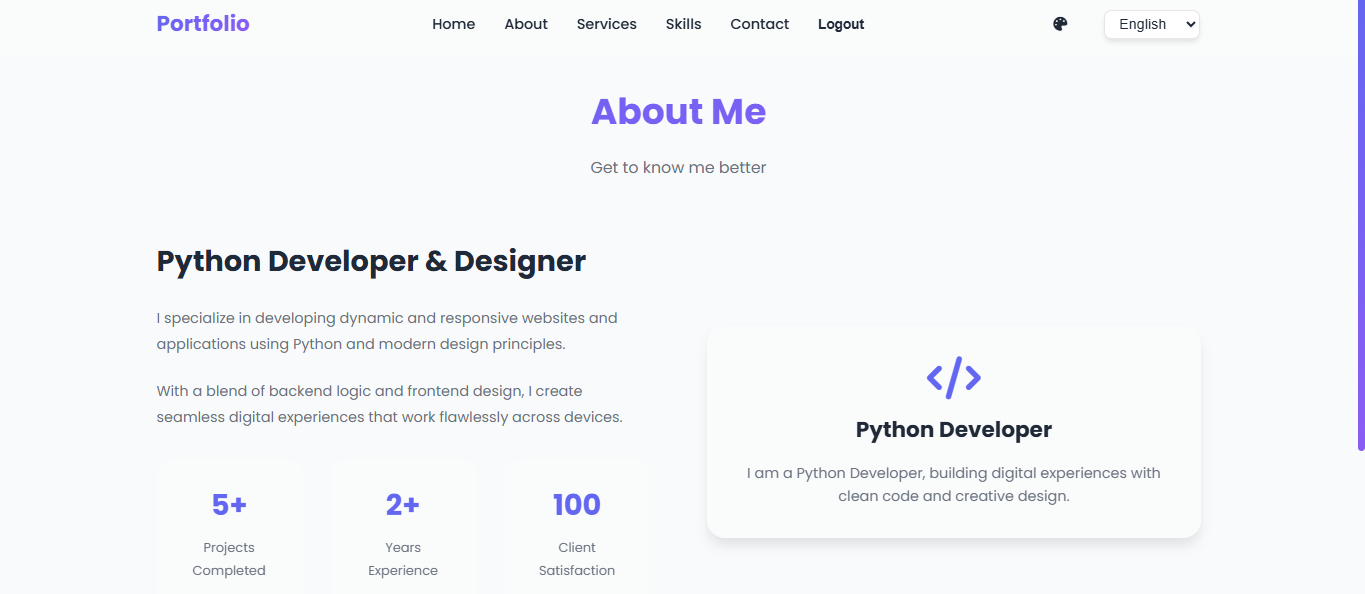 Portfolio
Home About Services Skills Contact Logout
English
About Me
Get to know me better
Python Developer & Designer
I specialize in developing dynamic and responsive websites and
applications using Python and modern design principles.
With a blend of backend logic and frontend design, I create
seamless digital experiences that work flawlessly across devices.
5+
Projects
Completed
2+
Years
Experience
100
Client
Satisfaction
</>
Python Developer
I am a Python Developer, building digital experiences with
clean code and creative design.